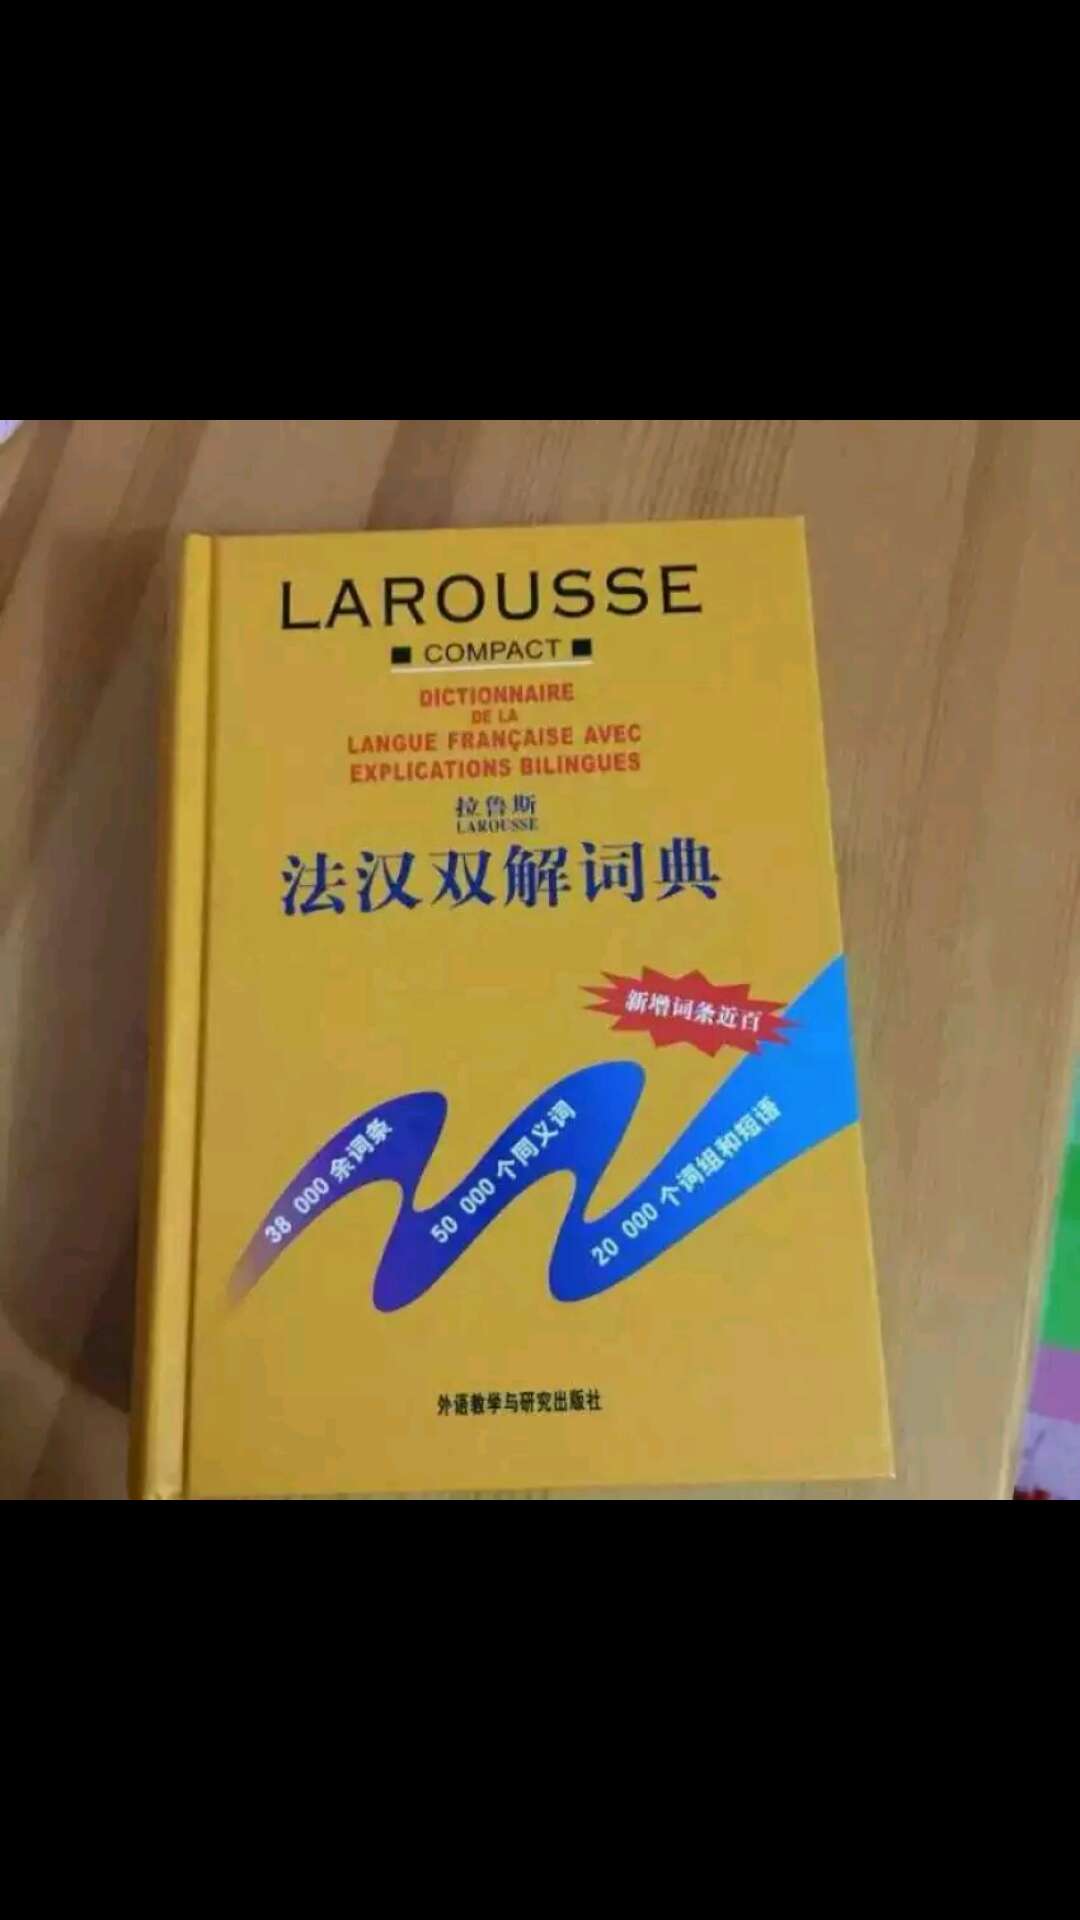 LAROUSSE
■ COMPACT ■
DICTIONNAIRE
DE LA
LANGUE FRANÇAISE AVEC
EXPLICATIONS BILINGUES
拉鲁斯
LAROUSSE
法汉双解词典
新增词条近百
38 000 余词条
50 000 个同义词
20 000 个词组和短语
外语教学与研究出版社